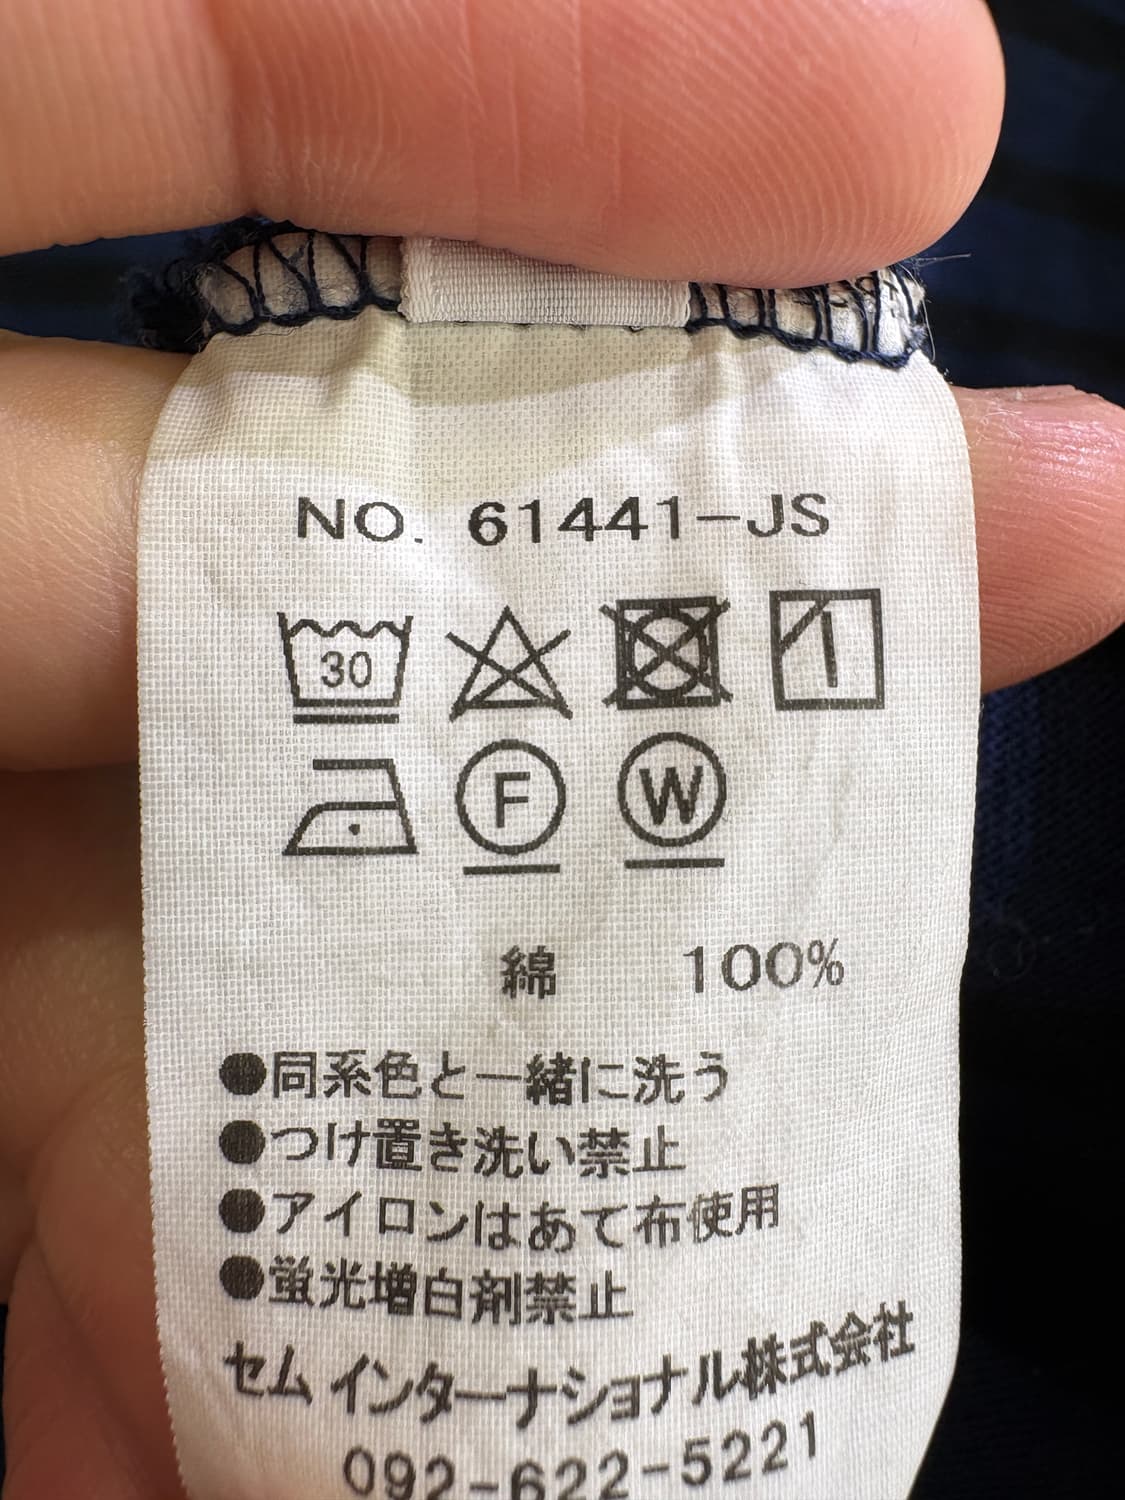 NO. 61441-JS
30
F W
綿 100%
●同系色と一緒に洗う
●つけ置き洗い禁止
●アイロンはあて布使用
●蛍光増白剤禁止
セムインターナショナル株式会社
092-622-5221